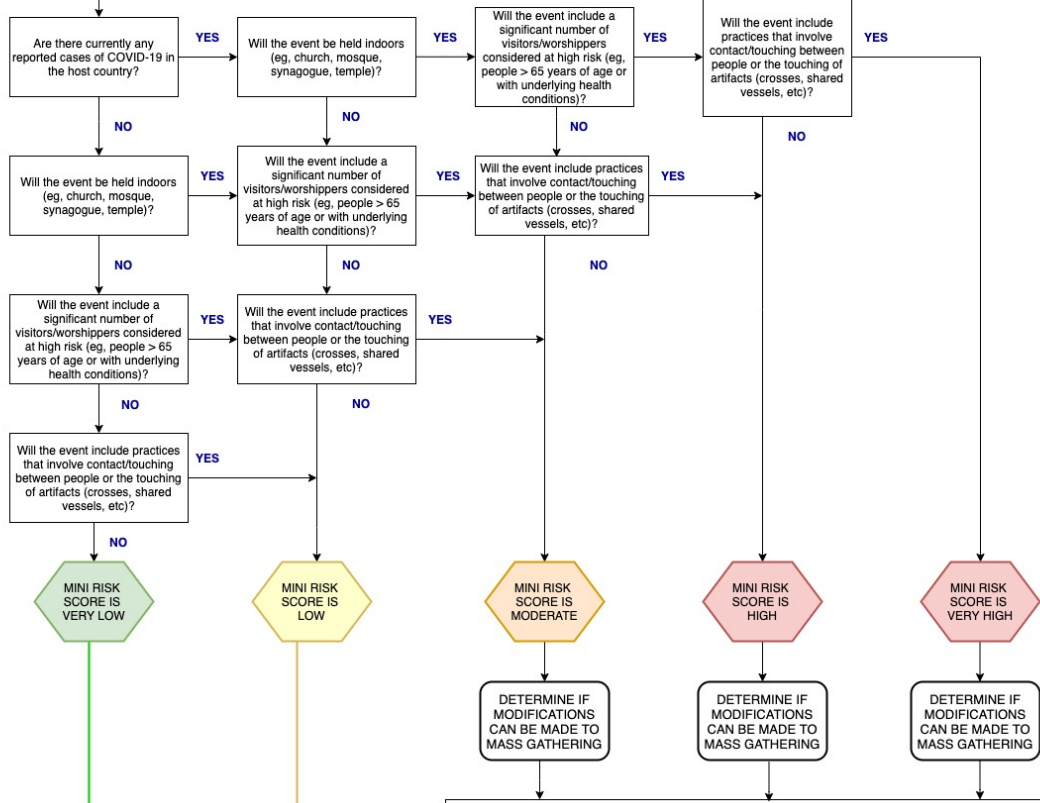 Are there currently any
reported cases of COVID-19 in
the host country?
YES
Will the event be held indoors
(eg, church, mosque,
synagogue, temple)?
YES
Will the event include a
significant number of
visitors/worshippers
considered at high risk (eg,
people > 65 years of age or
with underlying health
conditions)?
YES
Will the event include
practices that involve
contact/touching between
people or the touching of
artifacts (crosses, shared
vessels, etc)?
YES
NO
NO
NO
NO
Will the event be held indoors
(eg, church, mosque,
synagogue, temple)?
YES
Will the event include a
significant number of
visitors/worshippers considered
at high risk (eg, people > 65
years of age or with underlying
health conditions)?
YES
Will the event include practices
that involve contact/touching
between people or the touching
of artifacts (crosses, shared
vessels, etc)?
YES
NO
NO
NO
Will the event include a
significant number of
visitors/worshippers considered
at high risk (eg, people > 65
years of age or with underlying
health conditions)?
YES
Will the event include practices
that involve contact/touching
between people or the touching
of artifacts (crosses, shared
vessels, etc)?
YES
NO
NO
Will the event include practices
that involve contact/touching
between people or the touching
of artifacts (crosses, shared
vessels, etc)?
YES
NO
MINI RISK
SCORE IS
VERY LOW
MINI RISK
SCORE IS
LOW
MINI RISK
SCORE IS
MODERATE
MINI RISK
SCORE IS
HIGH
MINI RISK
SCORE IS
VERY HIGH
DETERMINE IF
MODIFICATIONS
CAN BE MADE TO
MASS GATHERING
DETERMINE IF
MODIFICATIONS
CAN BE MADE TO
MASS GATHERING
DETERMINE IF
MODIFICATIONS
CAN BE MADE TO
MASS GATHERING